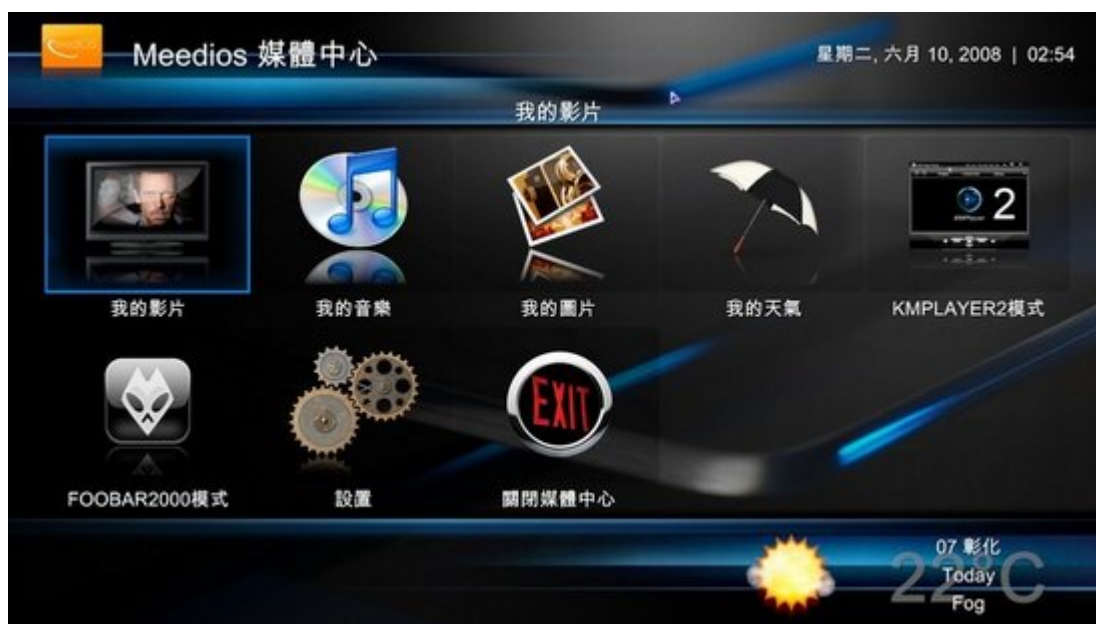 Meedios 媒體中心
星期二, 六月 10, 2008 | 02:54
我的影片
2
我的影片
我的音樂
我的圖片
我的天氣
KMPLAYER2模式
EXIT
FOOBAR2000模式
設置
關閉媒體中心
22°C
07 彰化
Today
Fog